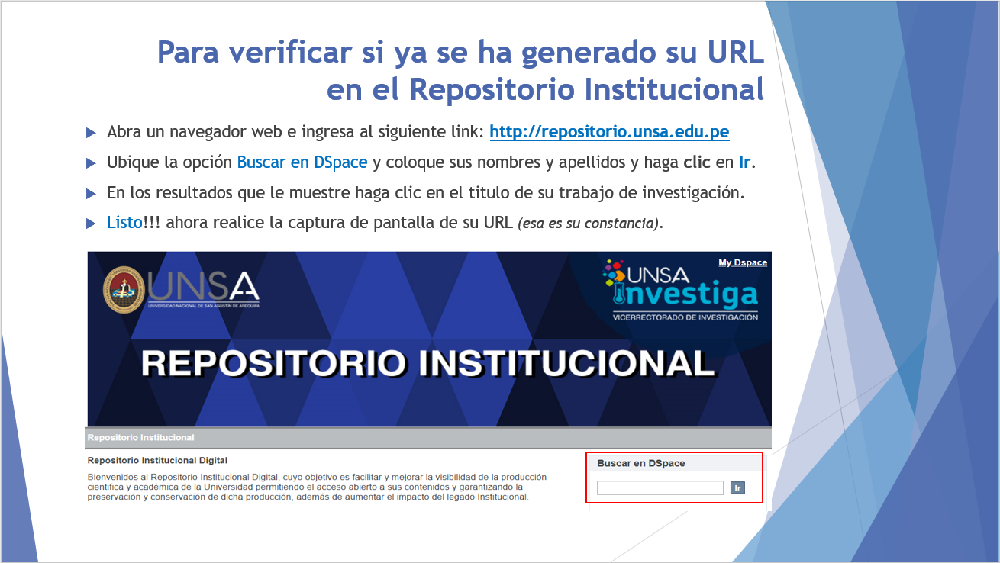 Para verificar si ya se ha generado su URL
en el Repositorio Institucional
Abra un navegador web e ingresa al siguiente link: http://repositorio.unsa.edu.pe
Ubique la opción Buscar en DSpace y coloque sus nombres y apellidos y haga clic en Ir.
En los resultados que le muestre haga clic en el titulo de su trabajo de investigación.
Listo!!! ahora realice la captura de pantalla de su URL (esa es su constancia).
My Dspace
UNSA
UNIVERSIDAD NACIONAL DE SAN AGUSTÍN DE AREQUIPA
UNSA
investiga
VICERRECTORADO DE INVESTIGACIÓN
REPOSITORIO INSTITUCIONAL
Repositorio Institucional
Repositorio Institucional Digital
Bienvenidos al Repositorio Institucional Digital, cuyo objetivo es facilitar y mejorar la visibilidad de la producción
cientifica y académica de la Universidad permitiendo el acceso abierto a sus contenidos y garantizando la
preservación y conservación de dicha producción, además de aumentar el impacto del legado Institucional.
Buscar en DSpace
Ir